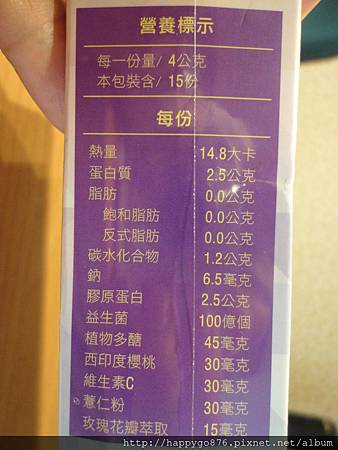 營養標示
每一份量/ 4公克
本包裝含/ 15份
每份
熱量 14.8大卡
蛋白質 2.5公克
脂肪 0.0公克
飽和脂肪 0.0公克
反式脂肪 0.0公克
碳水化合物 1.2公克
鈉 6.5毫克
膠原蛋白 2.5公克
益生菌 100億個
植物多醣 45毫克
西印度櫻桃 30毫克
維生素C 30毫克
薏仁粉 30毫克
玫瑰花瓣萃取 15毫克
http://happygo876.pixnet.net/album